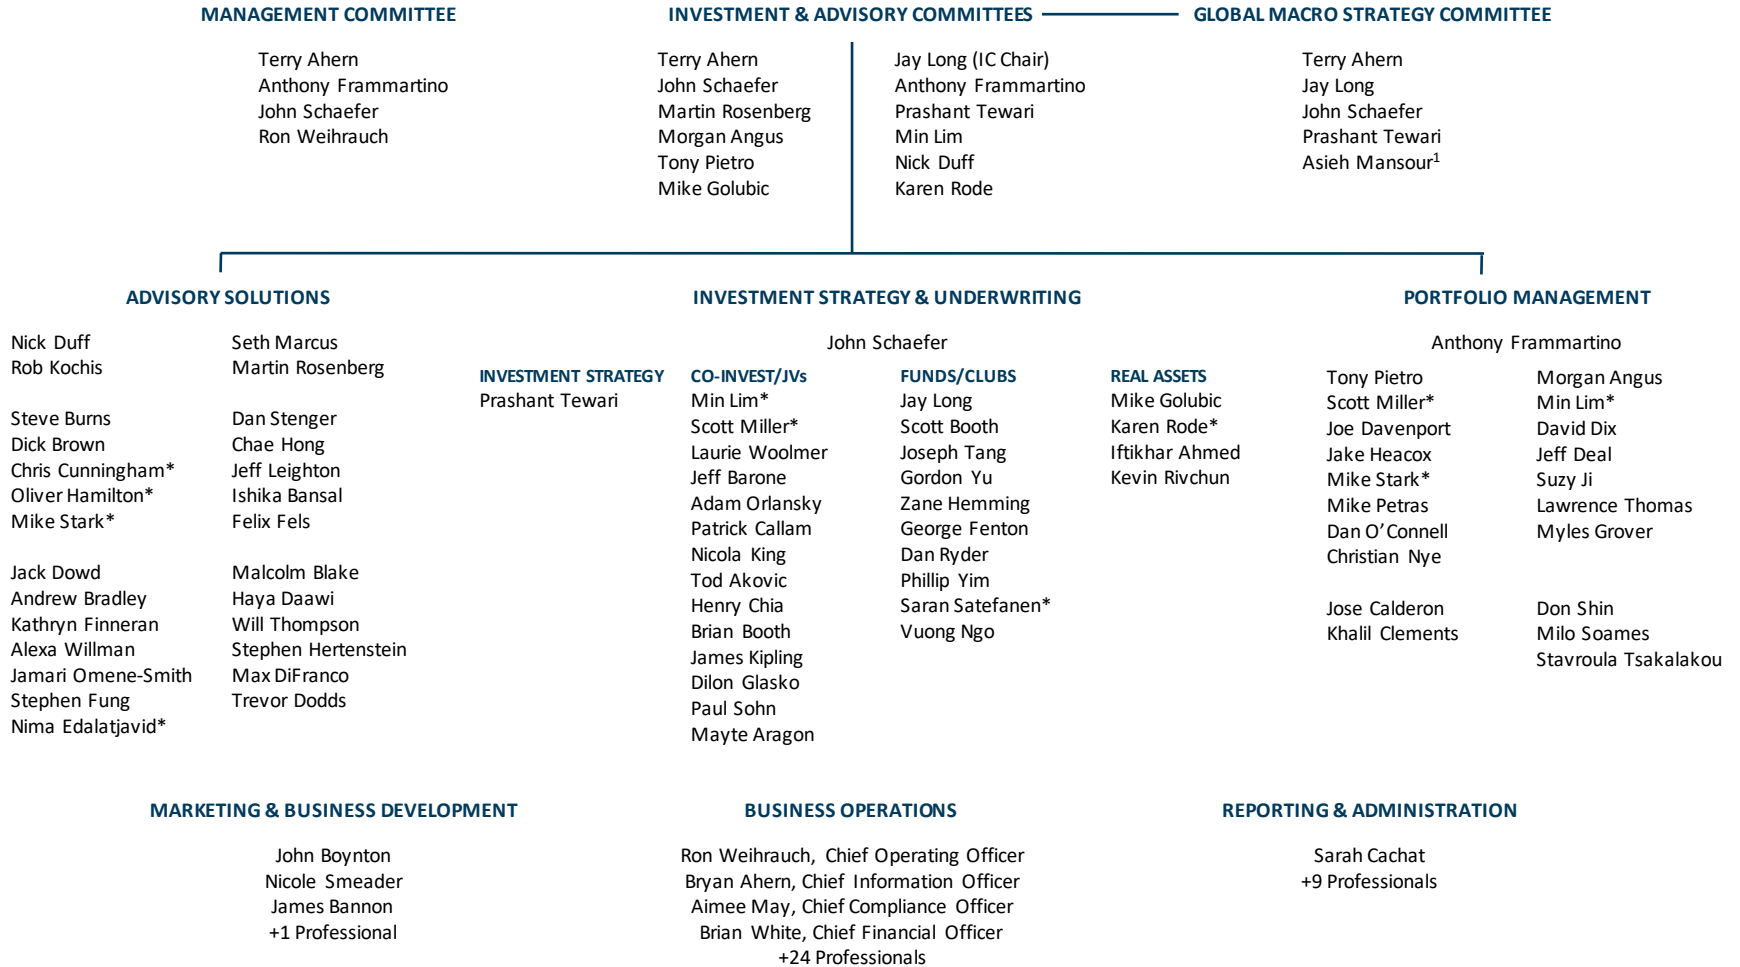 MANAGEMENT COMMITTEE
Terry Ahern
Anthony Frammartino
John Schaefer
Ron Weihrauch
INVESTMENT & ADVISORY COMMITTEES
Terry Ahern
John Schaefer
Martin Rosenberg
Morgan Angus
Tony Pietro
Mike Golubic
Jay Long (IC Chair)
Anthony Frammartino
Prashant Tewari
Min Lim
Nick Duff
Karen Rode
GLOBAL MACRO STRATEGY COMMITTEE
Terry Ahern
Jay Long
John Schaefer
Prashant Tewari
Asieh Mansour¹
ADVISORY SOLUTIONS
Nick Duff
Rob Kochis
Steve Burns
Dick Brown
Chris Cunningham*
Oliver Hamilton*
Mike Stark*
Jack Dowd
Andrew Bradley
Kathryn Finneran
Alexa Willman
Jamari Omene-Smith
Stephen Fung
Nima Edalatjavid*
Seth Marcus
Martin Rosenberg
Dan Stenger
Chae Hong
Jeff Leighton
Ishika Bansal
Felix Fels
Malcolm Blake
Haya Daawi
Will Thompson
Stephen Hertenstein
Max DiFranco
Trevor Dodds
INVESTMENT STRATEGY & UNDERWRITING
John Schaefer
INVESTMENT STRATEGY
Prashant Tewari
CO-INVEST/JVs
Min Lim*
Scott Miller*
Laurie Woolmer
Jeff Barone
Adam Orlansky
Patrick Callam
Nicola King
Tod Akovic
Henry Chia
Brian Booth
James Kipling
Dilon Glasko
Paul Sohn
Mayte Aragon
FUNDS/CLUBS
Jay Long
Scott Booth
Joseph Tang
Gordon Yu
Zane Hemming
George Fenton
Dan Ryder
Phillip Yim
Saran Satefanen*
Vuong Ngo
REAL ASSETS
Mike Golubic
Karen Rode*
Iftikhar Ahmed
Kevin Rivchun
PORTFOLIO MANAGEMENT
Anthony Frammartino
Tony Pietro
Scott Miller*
Joe Davenport
Jake Heacox
Mike Stark*
Mike Petras
Dan O'Connell
Christian Nye
Jose Calderon
Khalil Clements
Morgan Angus
Min Lim*
David Dix
Jeff Deal
Suzy Ji
Lawrence Thomas
Myles Grover
Don Shin
Milo Soames
Stavroula Tsakalakou
MARKETING & BUSINESS DEVELOPMENT
John Boynton
Nicole Smeader
James Bannon
+1 Professional
BUSINESS OPERATIONS
Ron Weihrauch, Chief Operating Officer
Bryan Ahern, Chief Information Officer
Aimee May, Chief Compliance Officer
Brian White, Chief Financial Officer
+24 Professionals
REPORTING & ADMINISTRATION
Sarah Cachat
+9 Professionals